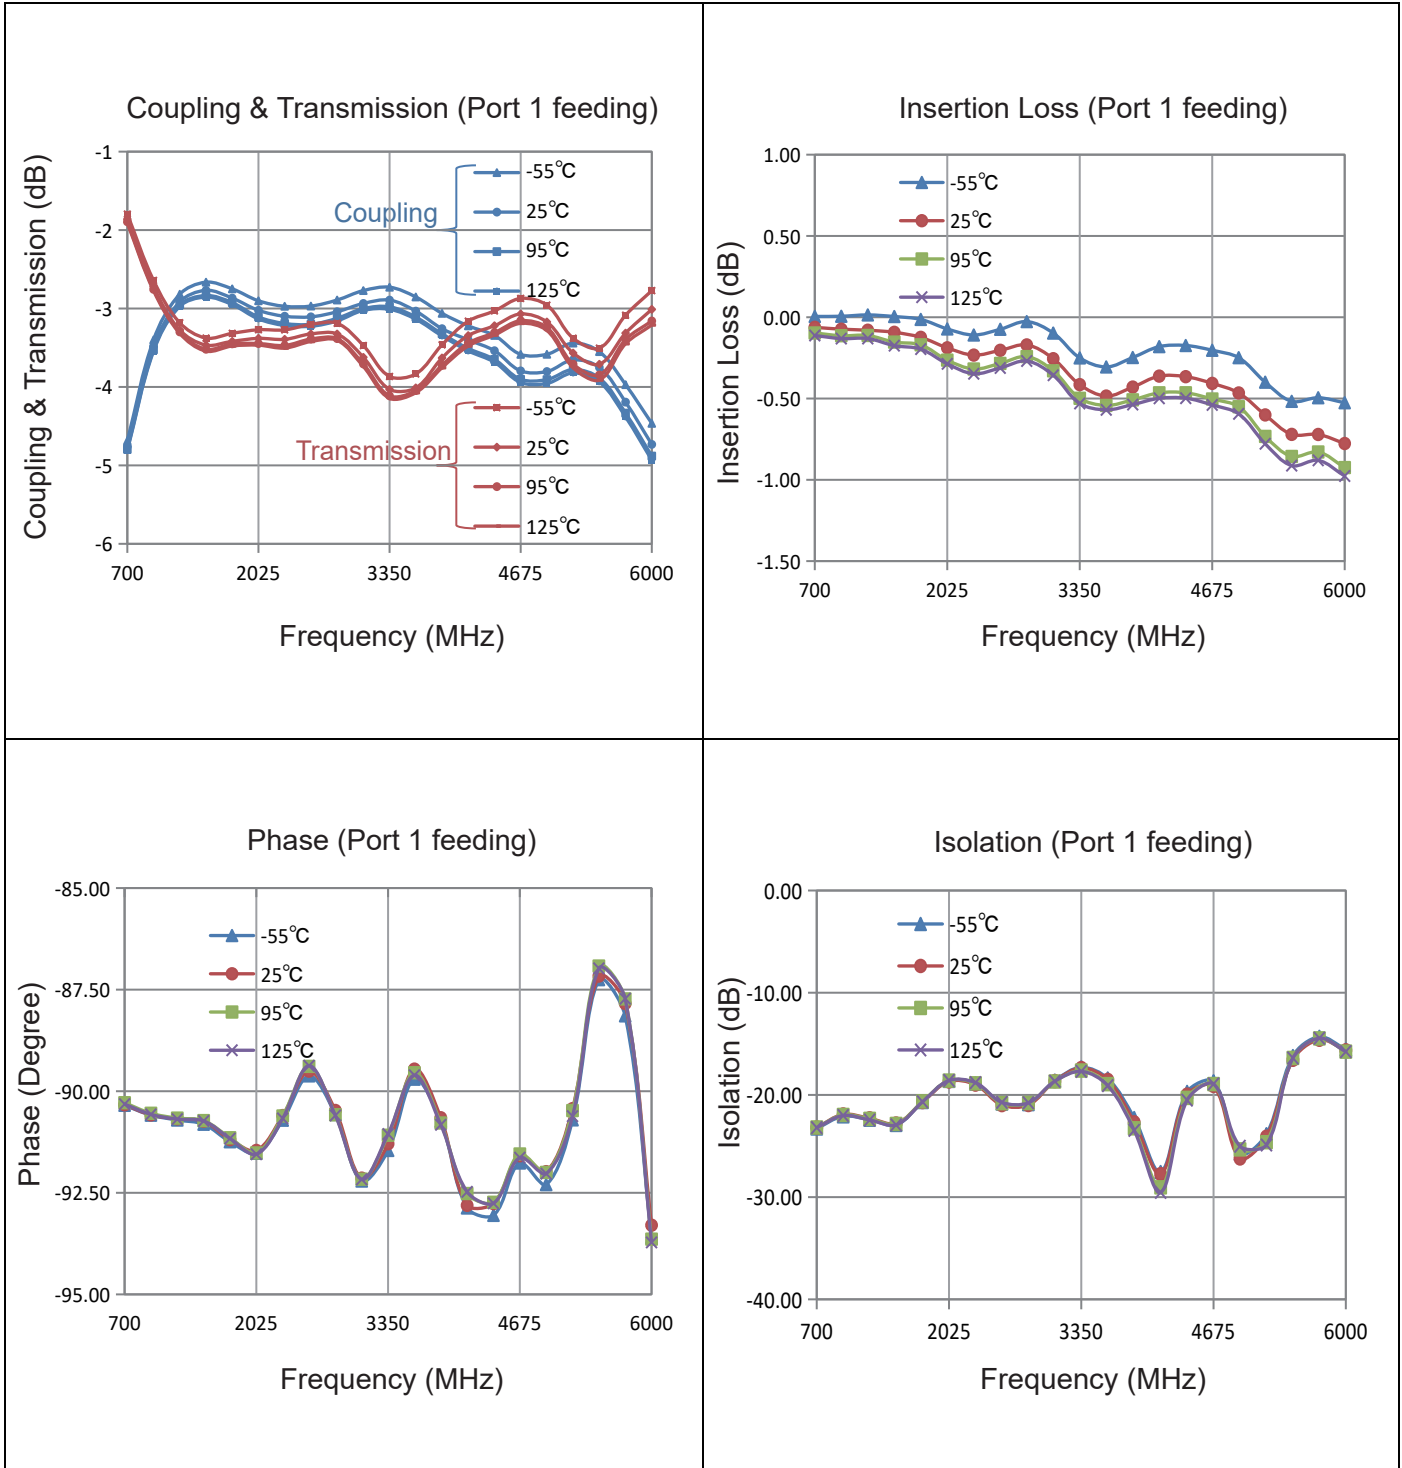 Coupling & Transmission (Port 1 feeding)
Coupling & Transmission (dB)
-1
-2
-3
-4
-5
-6
Coupling
-55℃
25℃
95℃
125℃
Transmission
-55℃
25℃
95℃
125℃
700 2025 3350 4675 6000
Frequency (MHz)
Insertion Loss (Port 1 feeding)
Insertion Loss (dB)
1.00
0.50
0.00
-0.50
-1.00
-1.50
-55℃
25℃
95℃
125℃
700 2025 3350 4675 6000
Frequency (MHz)
Phase (Port 1 feeding)
Phase (Degree)
-85.00
-87.50
-90.00
-92.50
-95.00
-55℃
25℃
95℃
125℃
700 2025 3350 4675 6000
Frequency (MHz)
Isolation (Port 1 feeding)
Isolation (dB)
0.00
-10.00
-20.00
-30.00
-40.00
-55℃
25℃
95℃
125℃
700 2025 3350 4675 6000
Frequency (MHz)